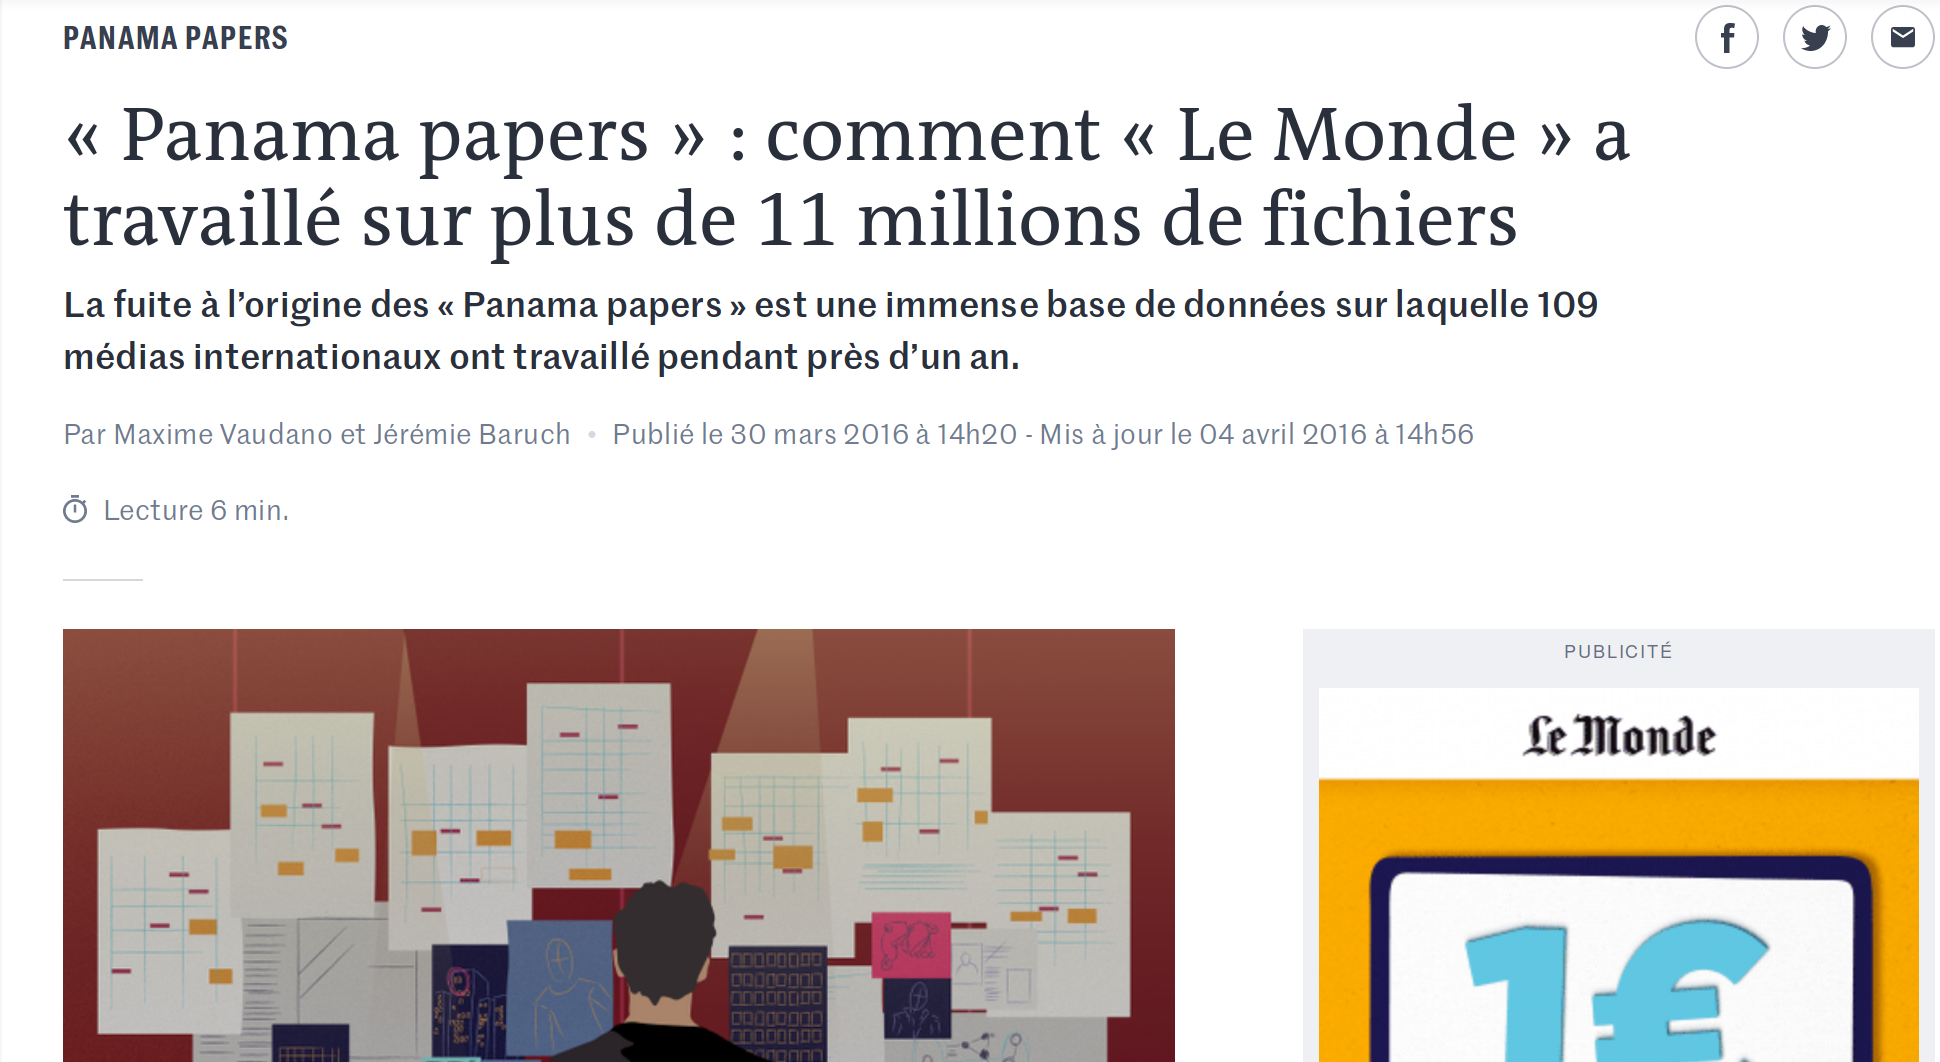 PANAMA PAPERS
« Panama papers » : comment « Le Monde » a
travaillé sur plus de 11 millions de fichiers
La fuite à l’origine des « Panama papers » est une immense base de données sur laquelle 109
médias internationaux ont travaillé pendant près d’un an.
Par Maxime Vaudano et Jérémie Baruch • Publié le 30 mars 2016 à 14h20 - Mis à jour le 04 avril 2016 à 14h56
Lecture 6 min.
PUBLICITÉ
Le Monde
1€